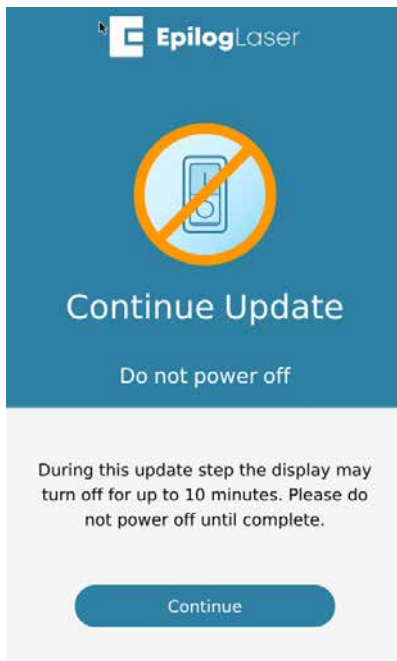 EpilogLaser
Continue Update
Do not power off
During this update step the display may
turn off for up to 10 minutes. Please do
not power off until complete.
Continue